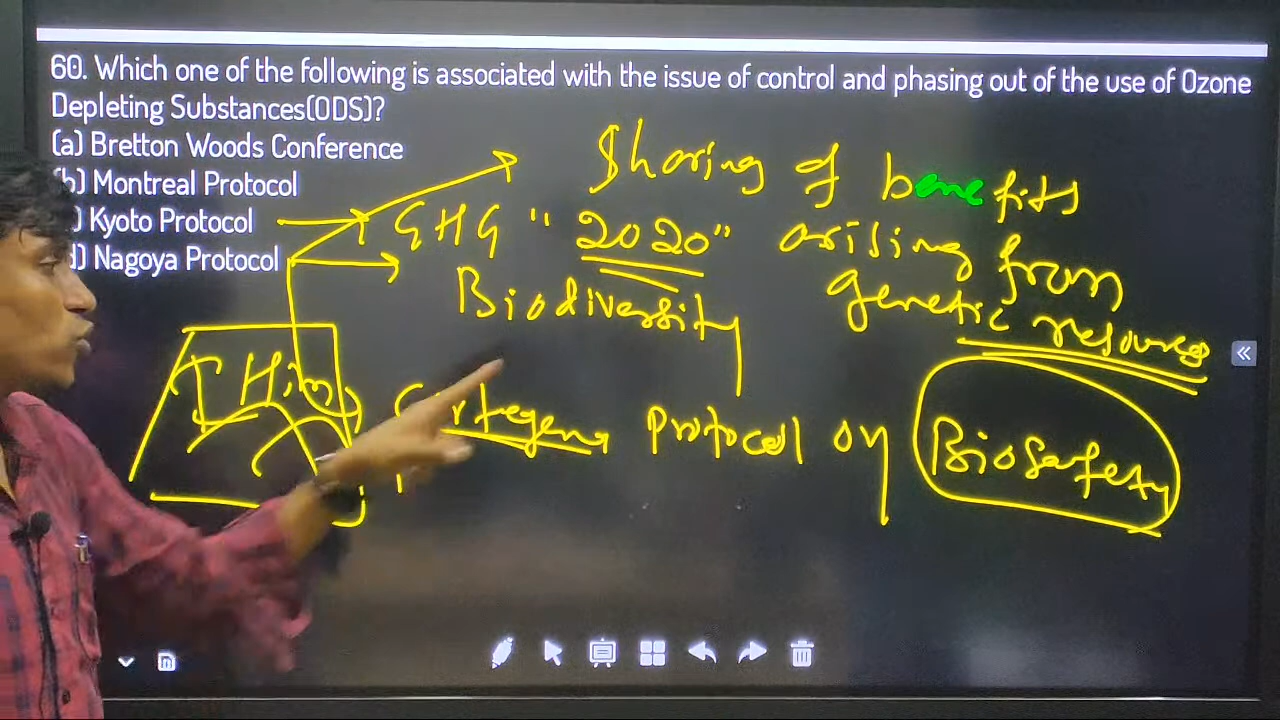 60. Which one of the following is associated with the issue of control and phasing out of the use of Ozone
Depleting Substances(ODS)?
(a) Bretton Woods Conference
b) Montreal Protocol
) Kyoto Protocol
d) Nagoya Protocol
Sharing of benefits
arising from
genetic resources
GHG "2020"
Biodiversity
Protocol on
Biosafety